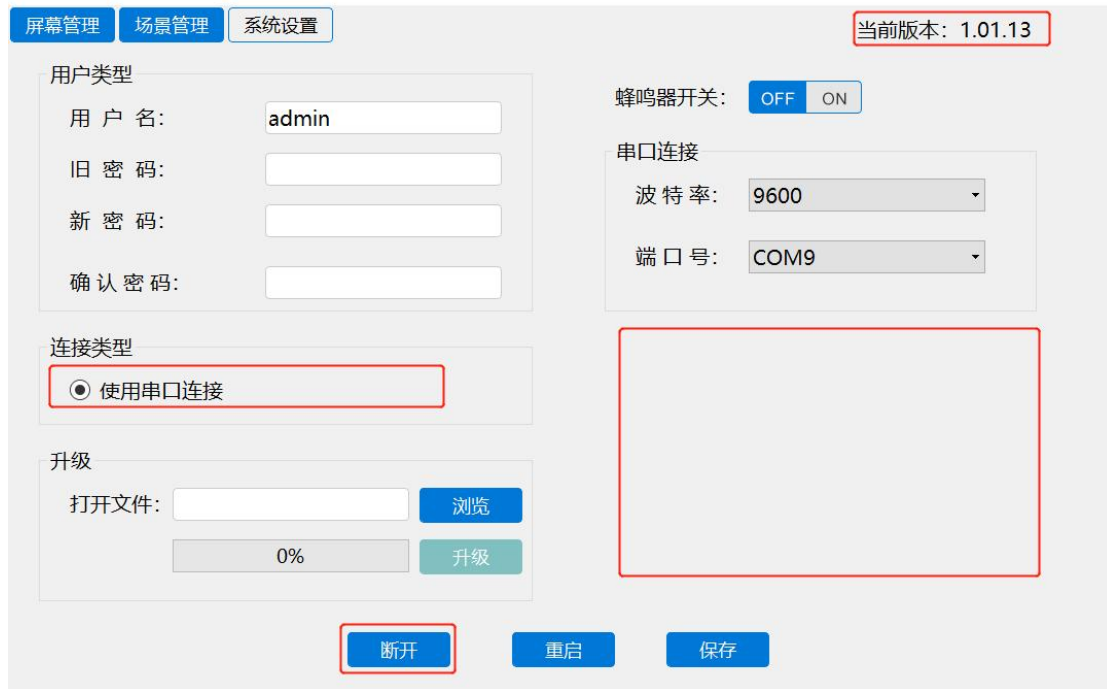 屏幕管理 场景管理 系统设置
当前版本：1.01.13
用户类型
用 户 名：admin
旧 密 码：
新 密 码：
确 认 密 码：
蜂鸣器开关：OFF ON
串口连接
波 特 率：9600
端 口 号：COM9
连接类型
使用串口连接
升级
打开文件： 浏览
0% 升级
断开 重启 保存